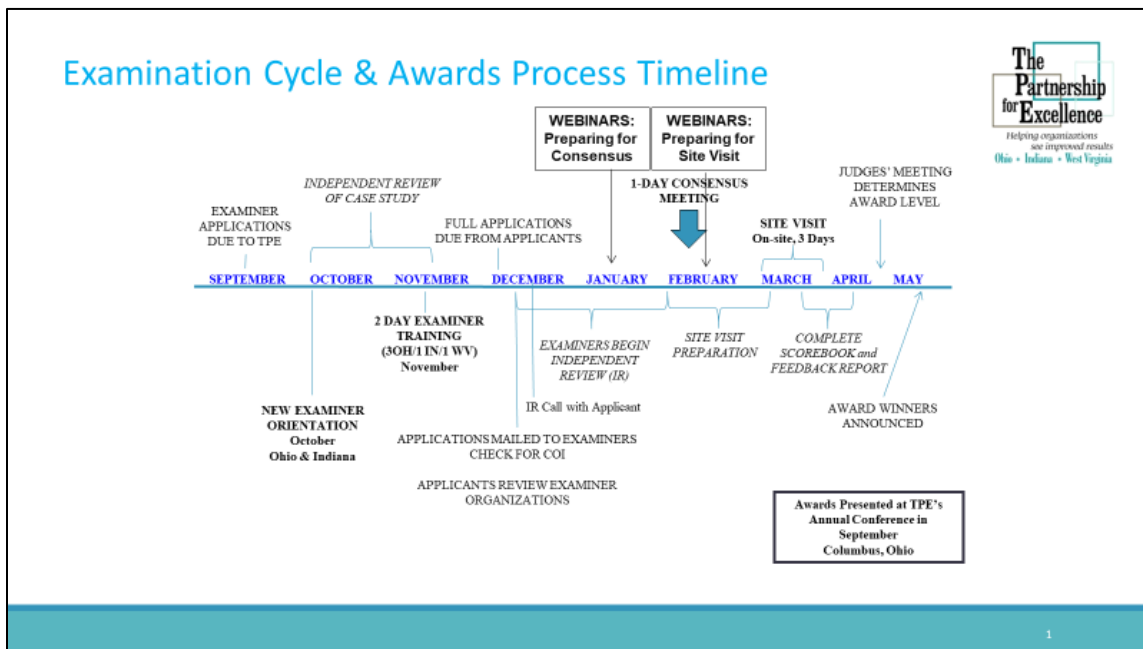 Examination Cycle & Awards Process Timeline
The
Partnership
for Excellence
Helping organizations
see improved results
Ohio • Indiana • West Virginia
WEBINARS:
Preparing for
Consensus
WEBINARS:
Preparing for
Site Visit
1-DAY CONSENSUS
MEETING
JUDGES' MEETING
DETERMINES
AWARD LEVEL
INDEPENDENT REVIEW
OF CASE STUDY
EXAMINER
APPLICATIONS
DUE TO TPE
FULL APPLICATIONS
DUE FROM APPLICANTS
SITE VISIT
On-site, 3 Days
SEPTEMBER OCTOBER NOVEMBER DECEMBER JANUARY FEBRUARY MARCH APRIL MAY
2 DAY EXAMINER
TRAINING
(3OH/1 IN/1 WV)
November
EXAMINERS BEGIN
INDEPENDENT
REVIEW (IR)
SITE VISIT
PREPARATION
COMPLETE
SCOREBOOK and
FEEDBACK REPORT
NEW EXAMINER
ORIENTATION
October
Ohio & Indiana
IR Call with Applicant
AWARD WINNERS
ANNOUNCED
APPLICATIONS MAILED TO EXAMINERS
CHECK FOR COI
APPLICANTS REVIEW EXAMINER
ORGANIZATIONS
Awards Presented at TPE's
Annual Conference in
September
Columbus, Ohio
1